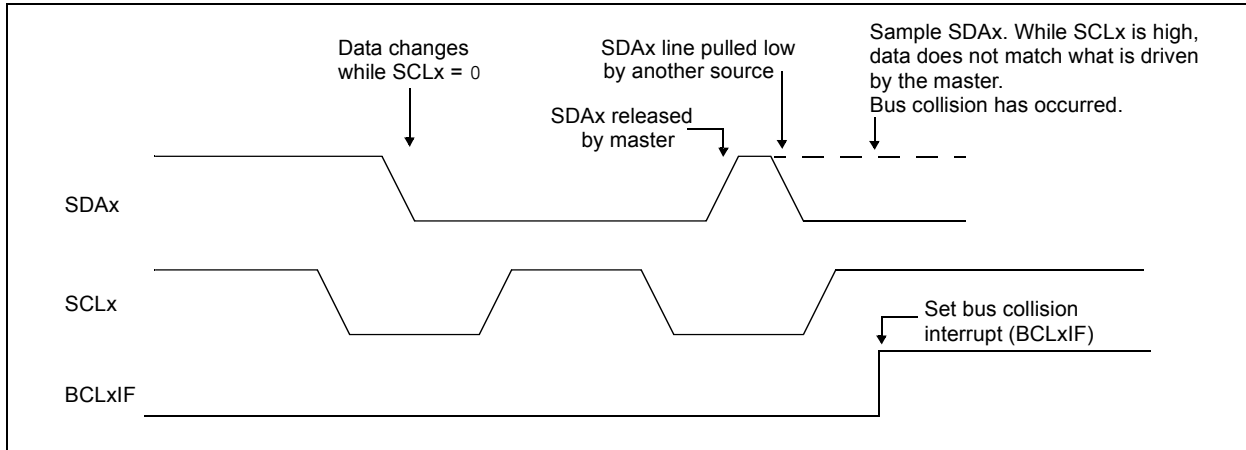 Data changes
while SCLx = 0
SDAx line pulled low
by another source
SDAx released
by master
Sample SDAx. While SCLx is high,
data does not match what is driven
by the master.
Bus collision has occurred.
SDAx
SCLx
Set bus collision
interrupt (BCLxIF)
BCLxIF